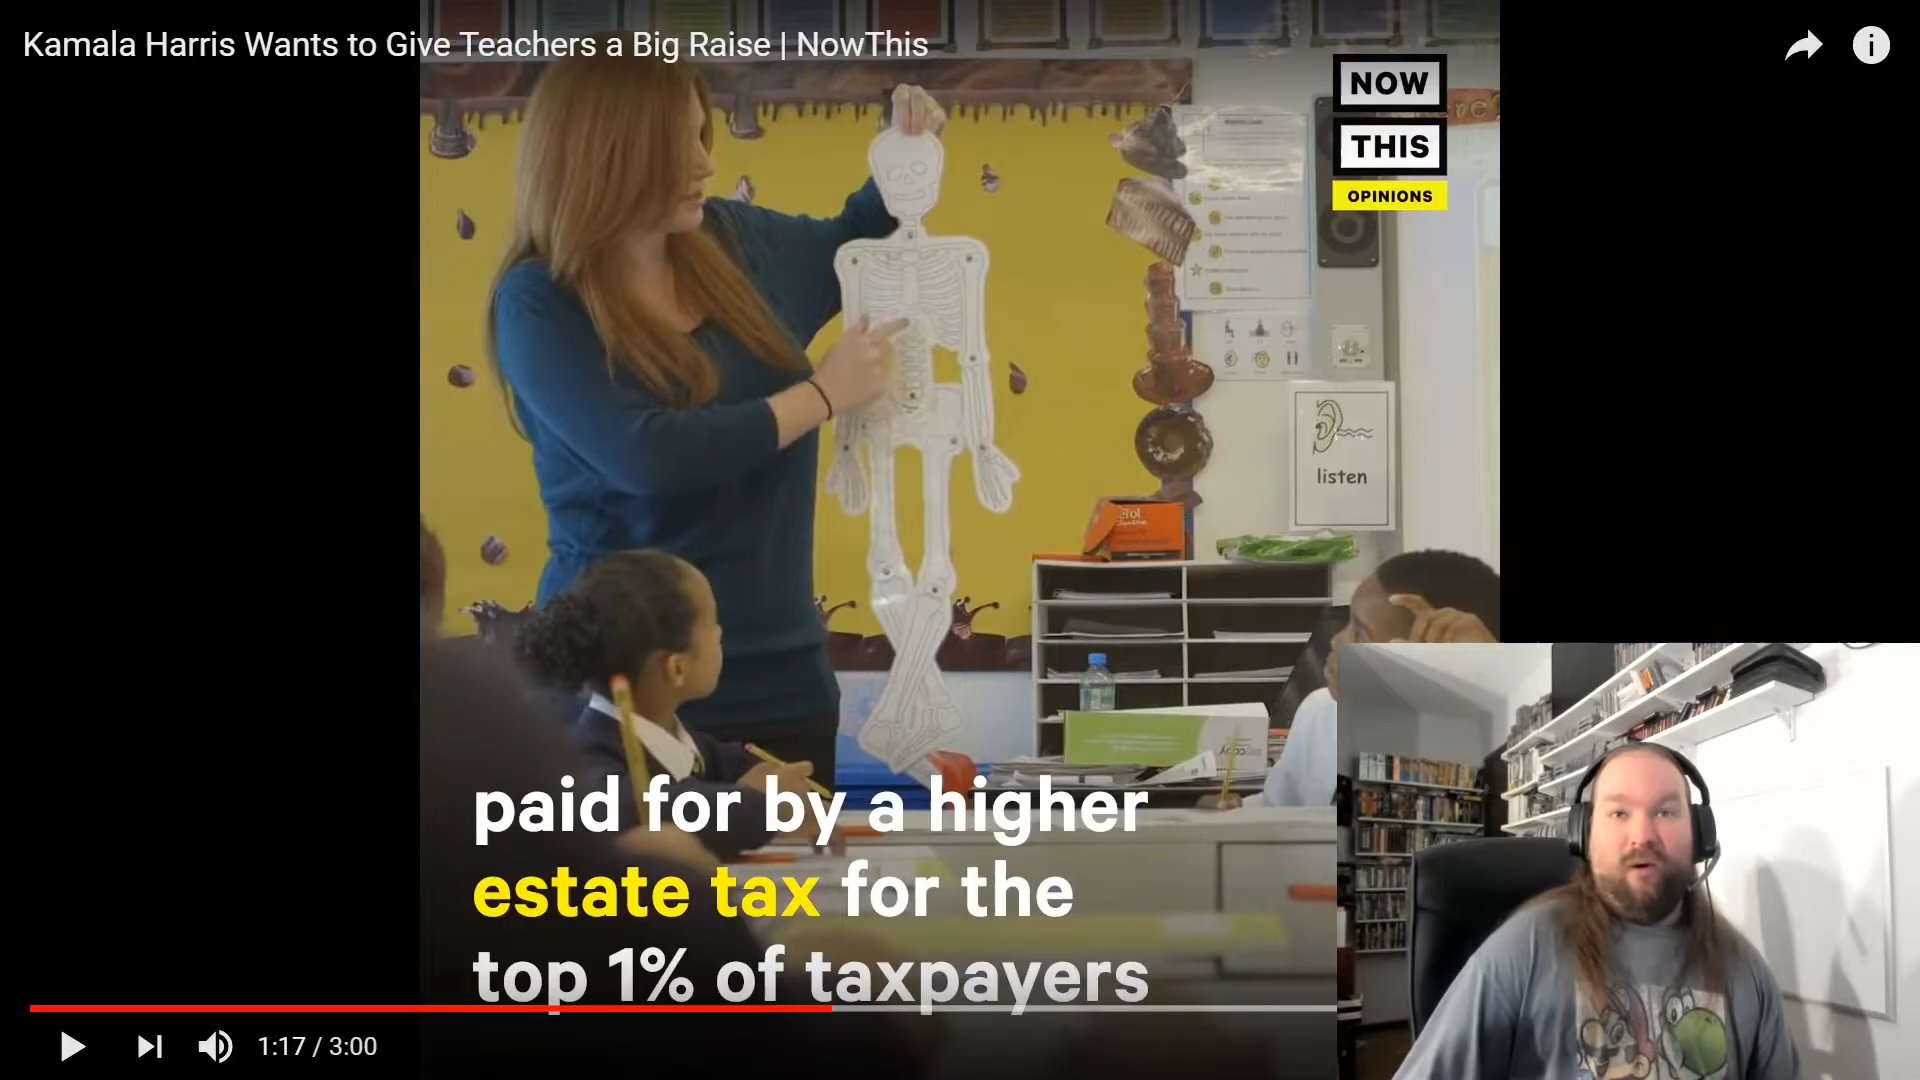 Kamala Harris Wants to Give Teachers a Big Raise | NowThis
NOW
THIS
OPINIONS
listen
paid for by a higher
estate tax for the
top 1% of taxpayers
1:17 / 3:00